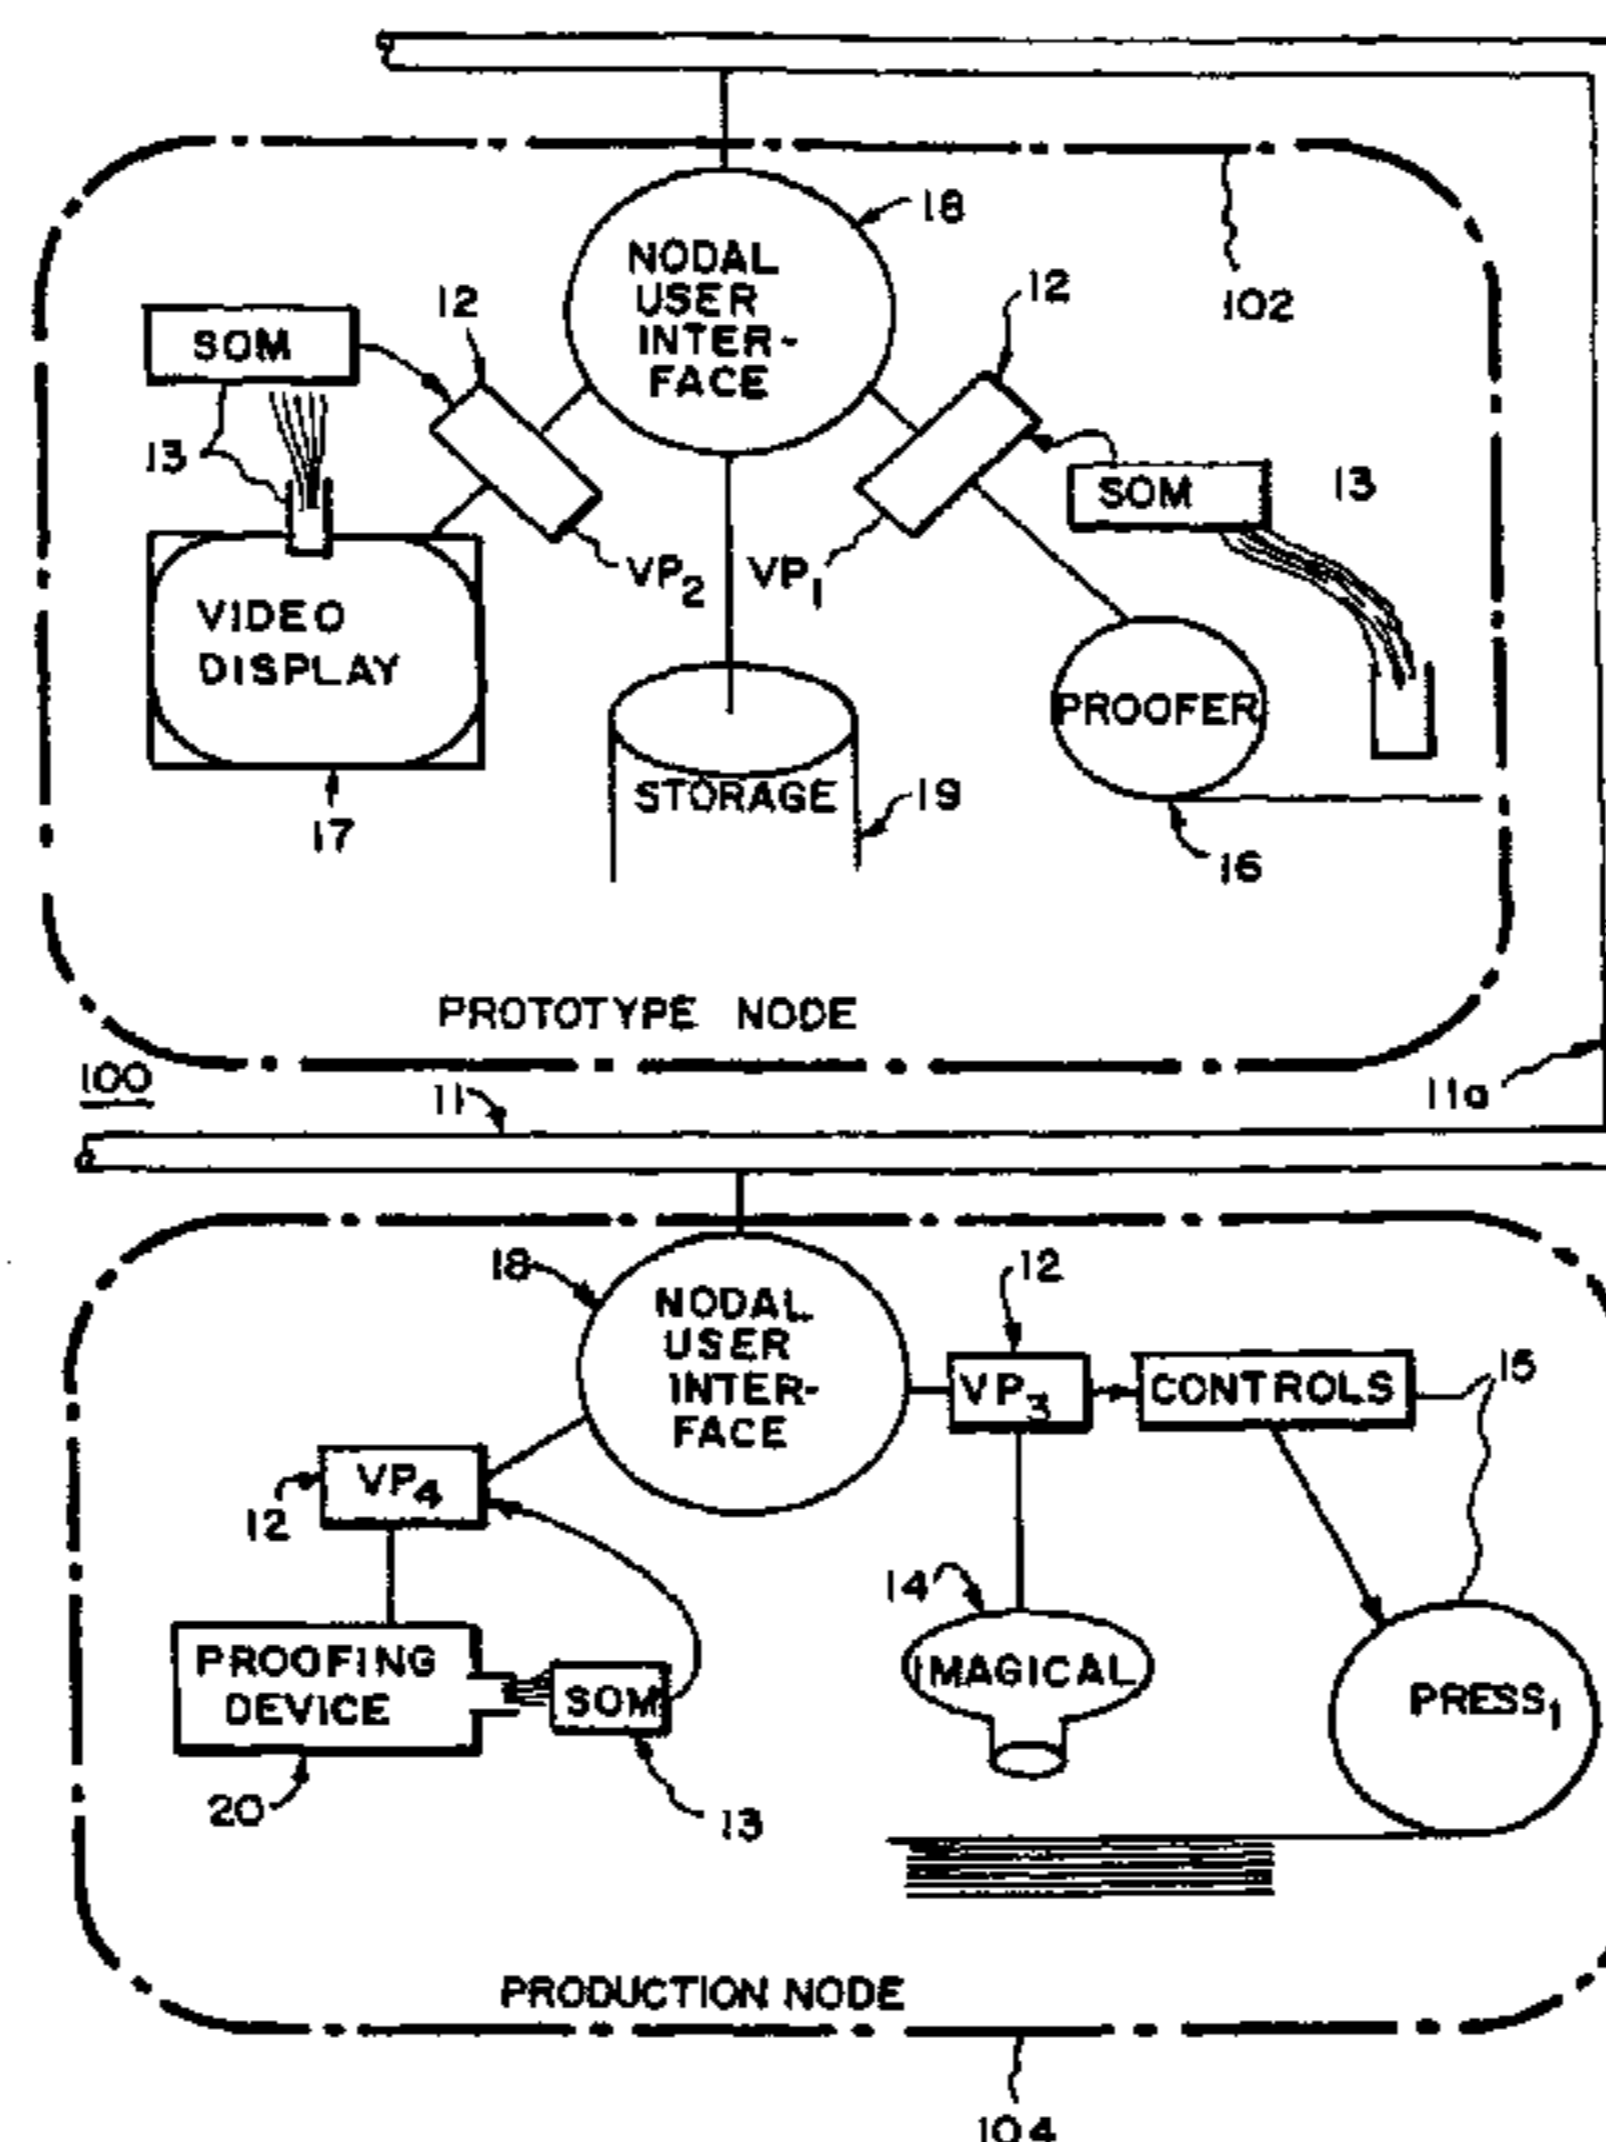 18
NODAL
USER
INTER-
FACE
12
12
102
SOM
13
SOM
13
VP2
VP1
VIDEO
DISPLAY
PROOFER
STORAGE
19
17
16
PROTOTYPE NODE
100
11
11a
18
12
NODAL
USER
INTER-
FACE
VP3
CONTROLS
15
VP4
12
14
PROOFING
DEVICE
SOM
IMAGICAL
PRESS1
20
13
PRODUCTION NODE
104